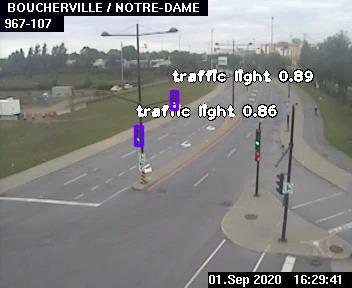 BOUCHERVILLE / NOTRE-DAME
967-107
traffic light 0.89
traffic light 0.86
01.Sep 2020 16:29:41